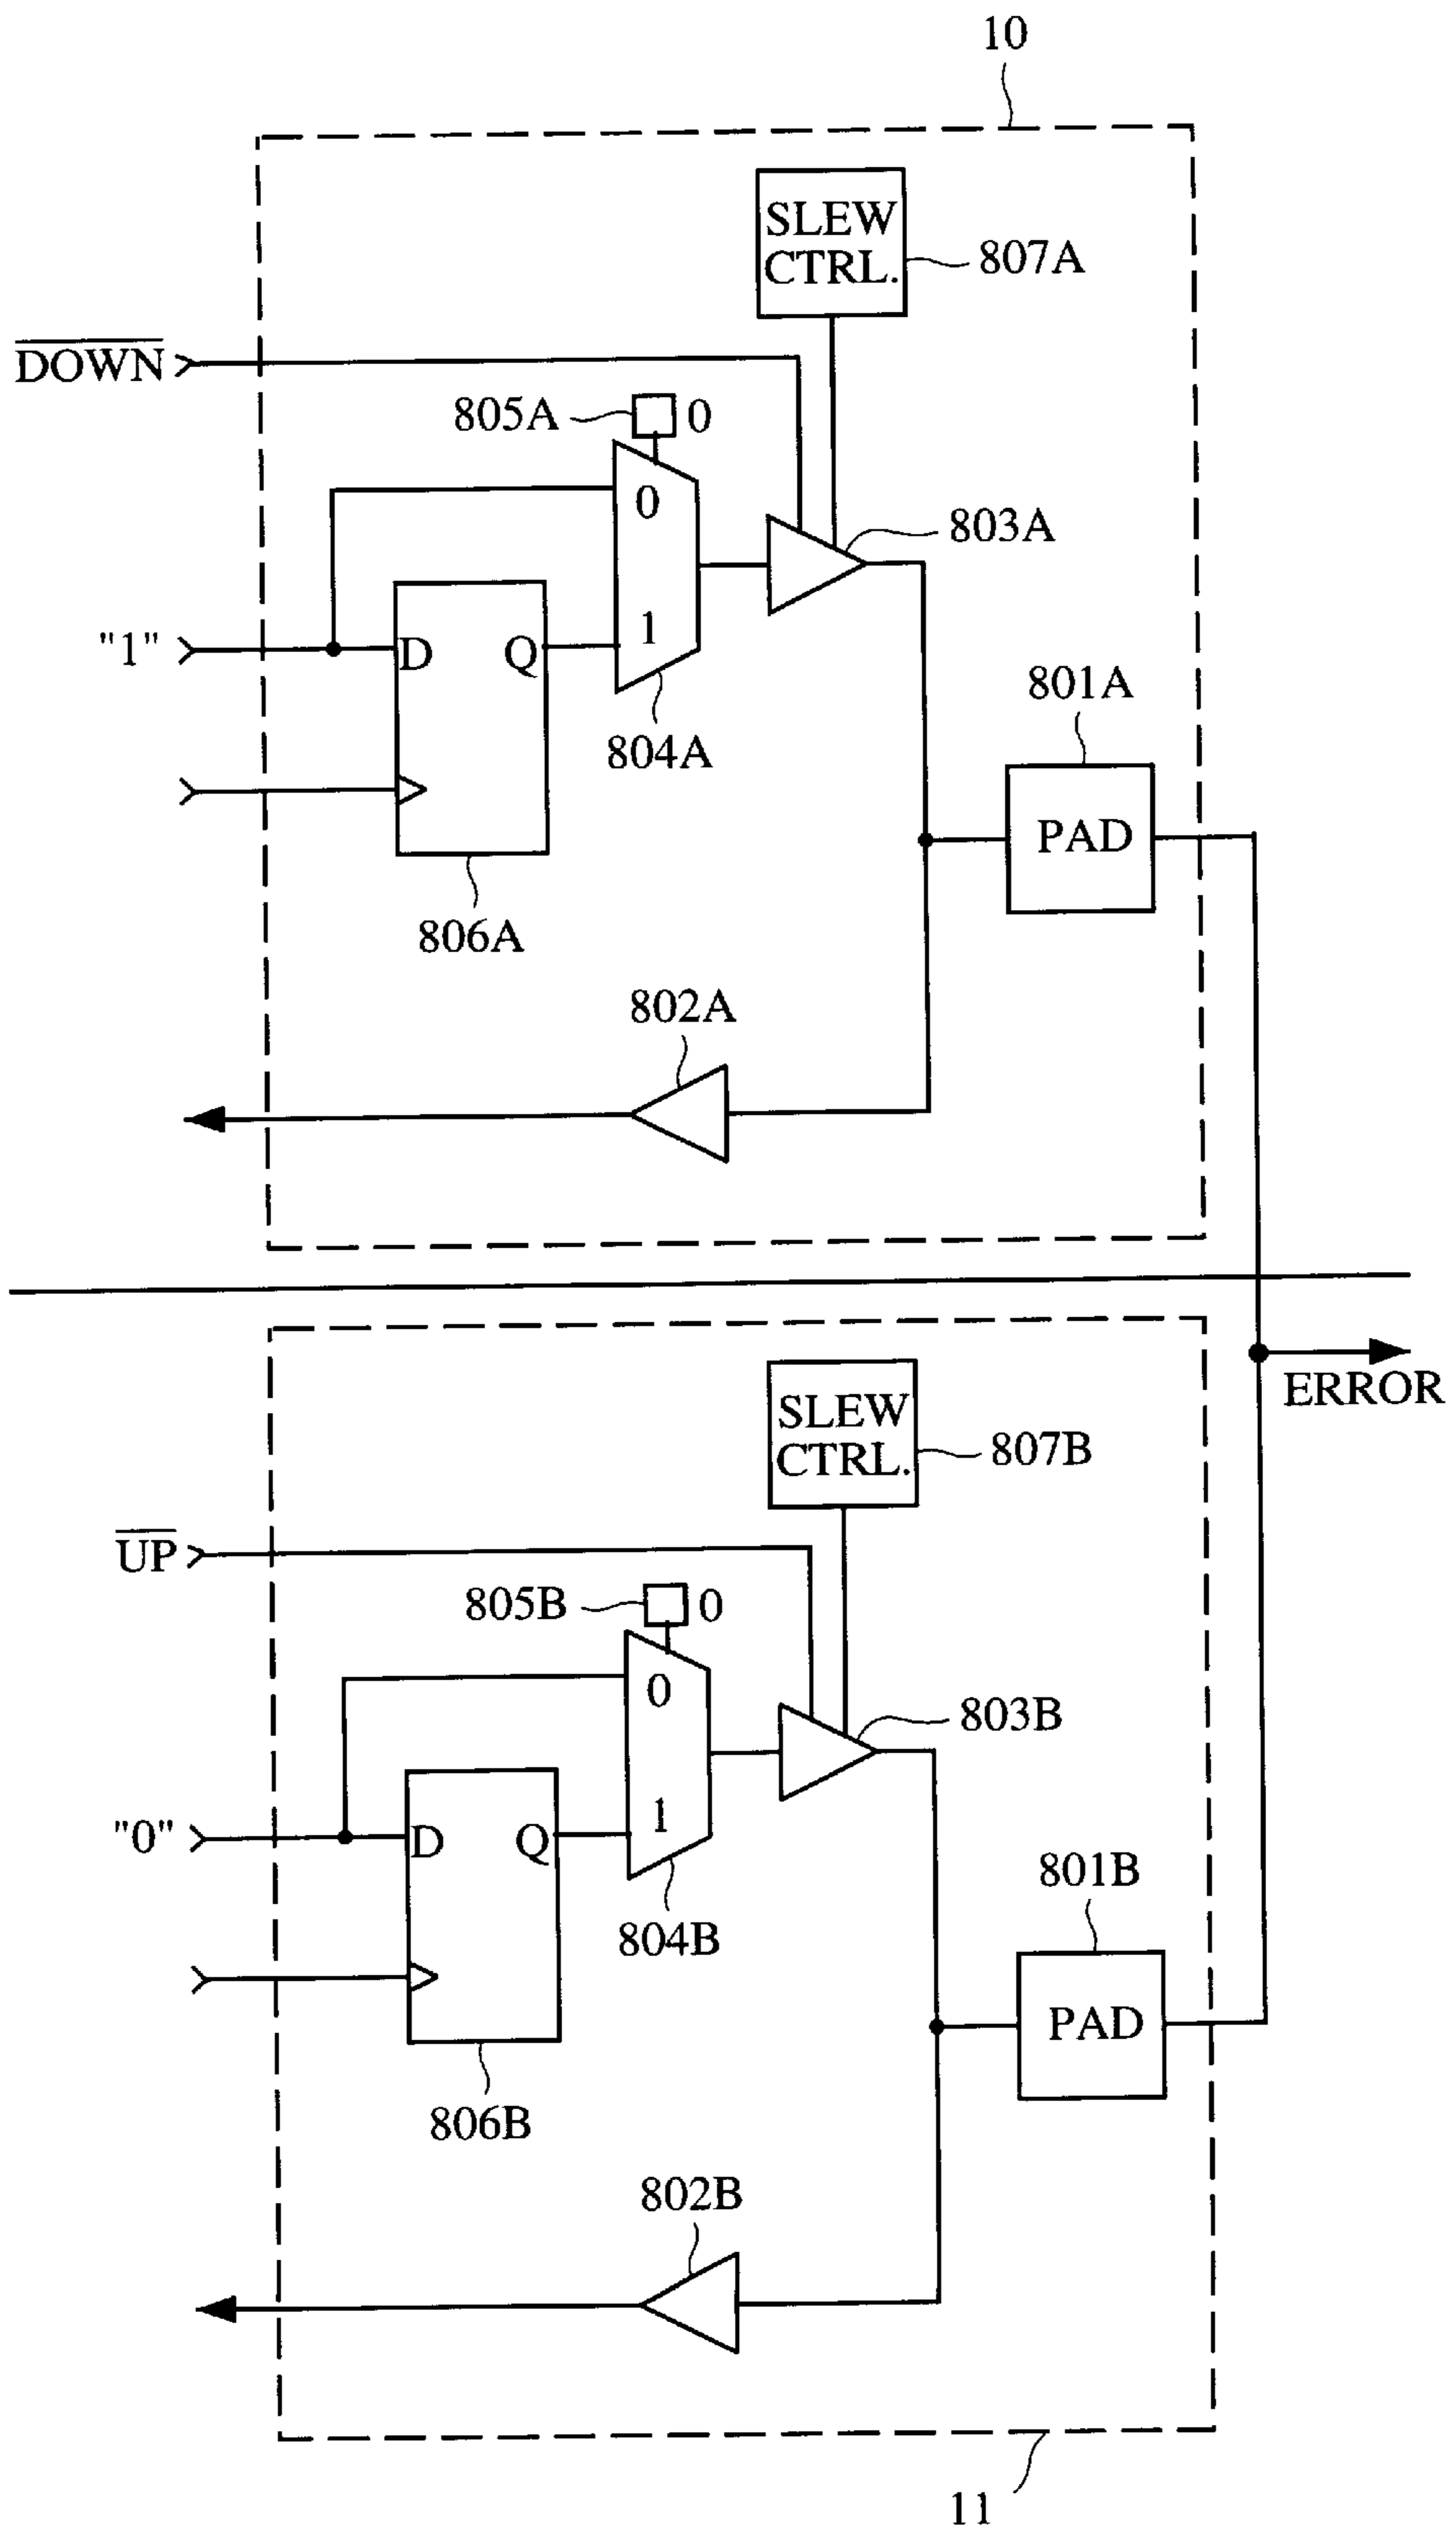 10
SLEW
CTRL.
807A
DOWN
805A
0
0
803A
"1"
D
Q
1
801A
804A
PAD
806A
802A
ERROR
SLEW
CTRL.
807B
UP
805B
0
0
803B
"0"
D
Q
1
801B
804B
PAD
806B
802B
11